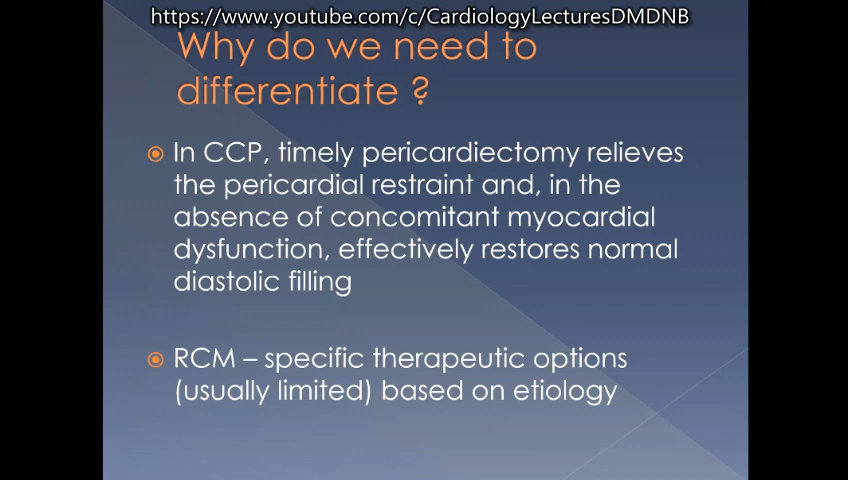 https://www.youtube.com/c/CardiologyLecturesDMDNB
Why do we need to
differentiate ?
In CCP, timely pericardiectomy relieves
the pericardial restraint and, in the
absence of concomitant myocardial
dysfunction, effectively restores normal
diastolic filling
RCM – specific therapeutic options
(usually limited) based on etiology